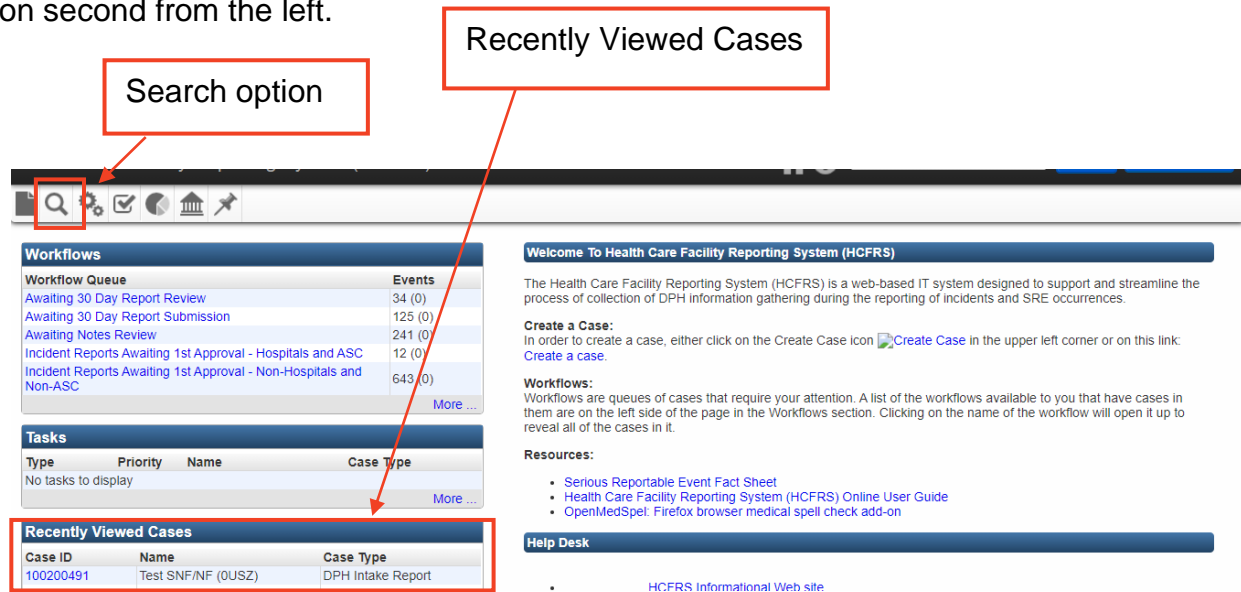 on second from the left.
Recently Viewed Cases
Search option
Workflows
Workflow Queue Events
Awaiting 30 Day Report Review 34 (0)
Awaiting 30 Day Report Submission 125 (0)
Awaiting Notes Review 241 (0)
Incident Reports Awaiting 1st Approval - Hospitals and ASC 12 (0)
Incident Reports Awaiting 1st Approval - Non-Hospitals and
Non-ASC 643 (0)
More ...
Tasks
Type Priority Name Case Type
No tasks to display
More ...
Recently Viewed Cases
Case ID Name Case Type
100200491 Test SNF/NF (0USZ) DPH Intake Report
Welcome To Health Care Facility Reporting System (HCFRS)
The Health Care Facility Reporting System (HCFRS) is a web-based IT system designed to support and streamline the
process of collection of DPH information gathering during the reporting of incidents and SRE occurrences.
Create a Case:
In order to create a case, either click on the Create Case icon Create Case in the upper left corner or on this link:
Create a case.
Workflows:
Workflows are queues of cases that require your attention. A list of the workflows available to you that have cases in
them are on the left side of the page in the Workflows section. Clicking on the name of the workflow will open it up to
reveal all of the cases in it.
Resources:
• Serious Reportable Event Fact Sheet
• Health Care Facility Reporting System (HCFRS) Online User Guide
• OpenMedSpel: Firefox browser medical spell check add-on
Help Desk
• HCFRS Informational Web site